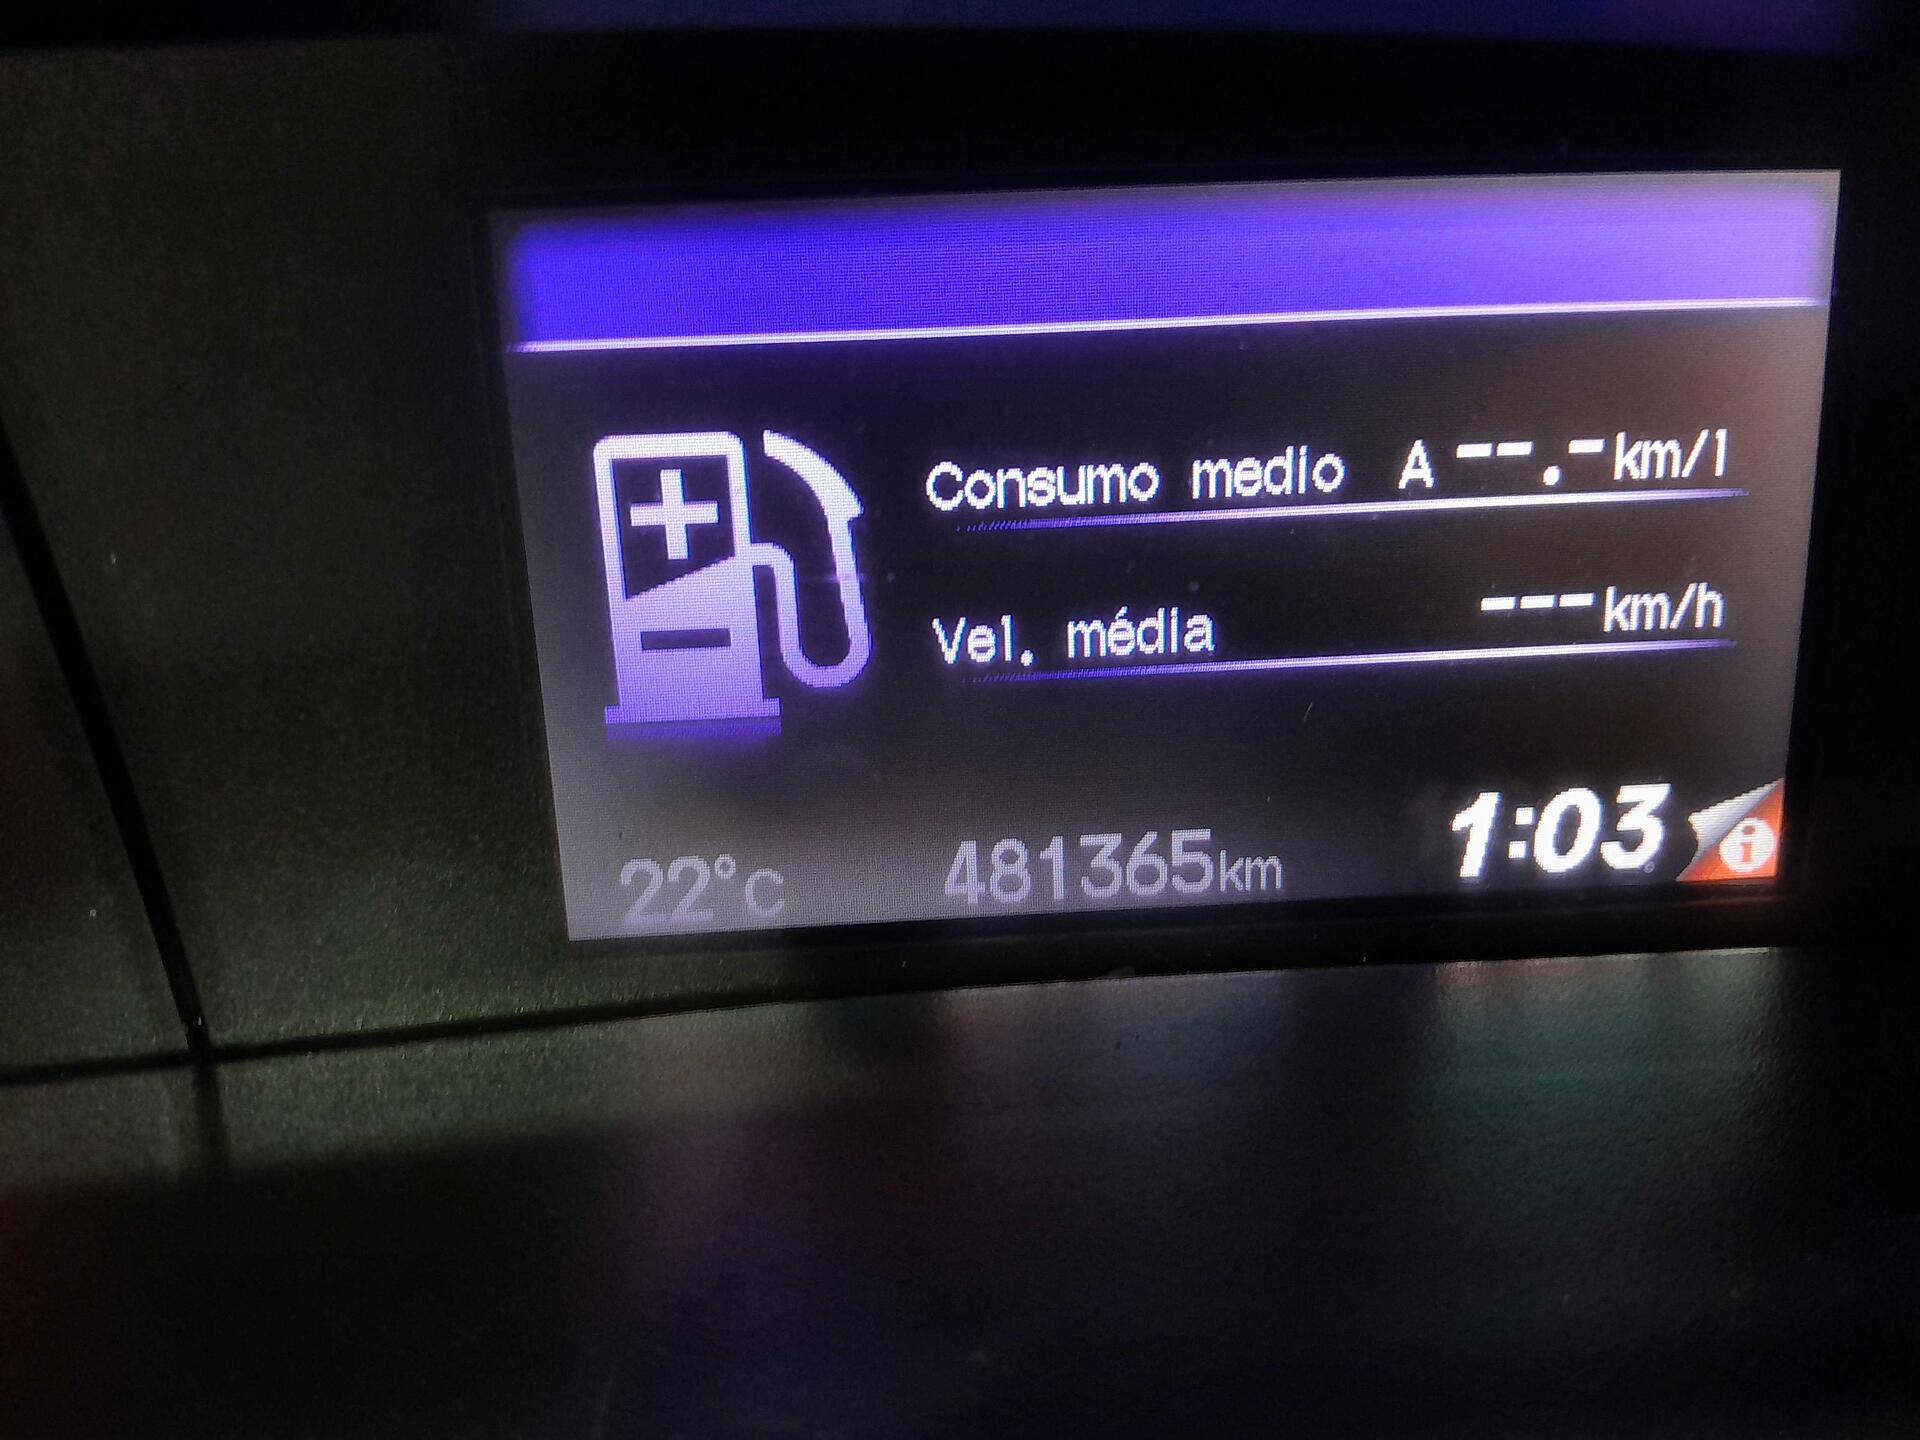 Consumo medio A --.- km/l
Vel. média --- km/h
22°C 481365km 1:03 i